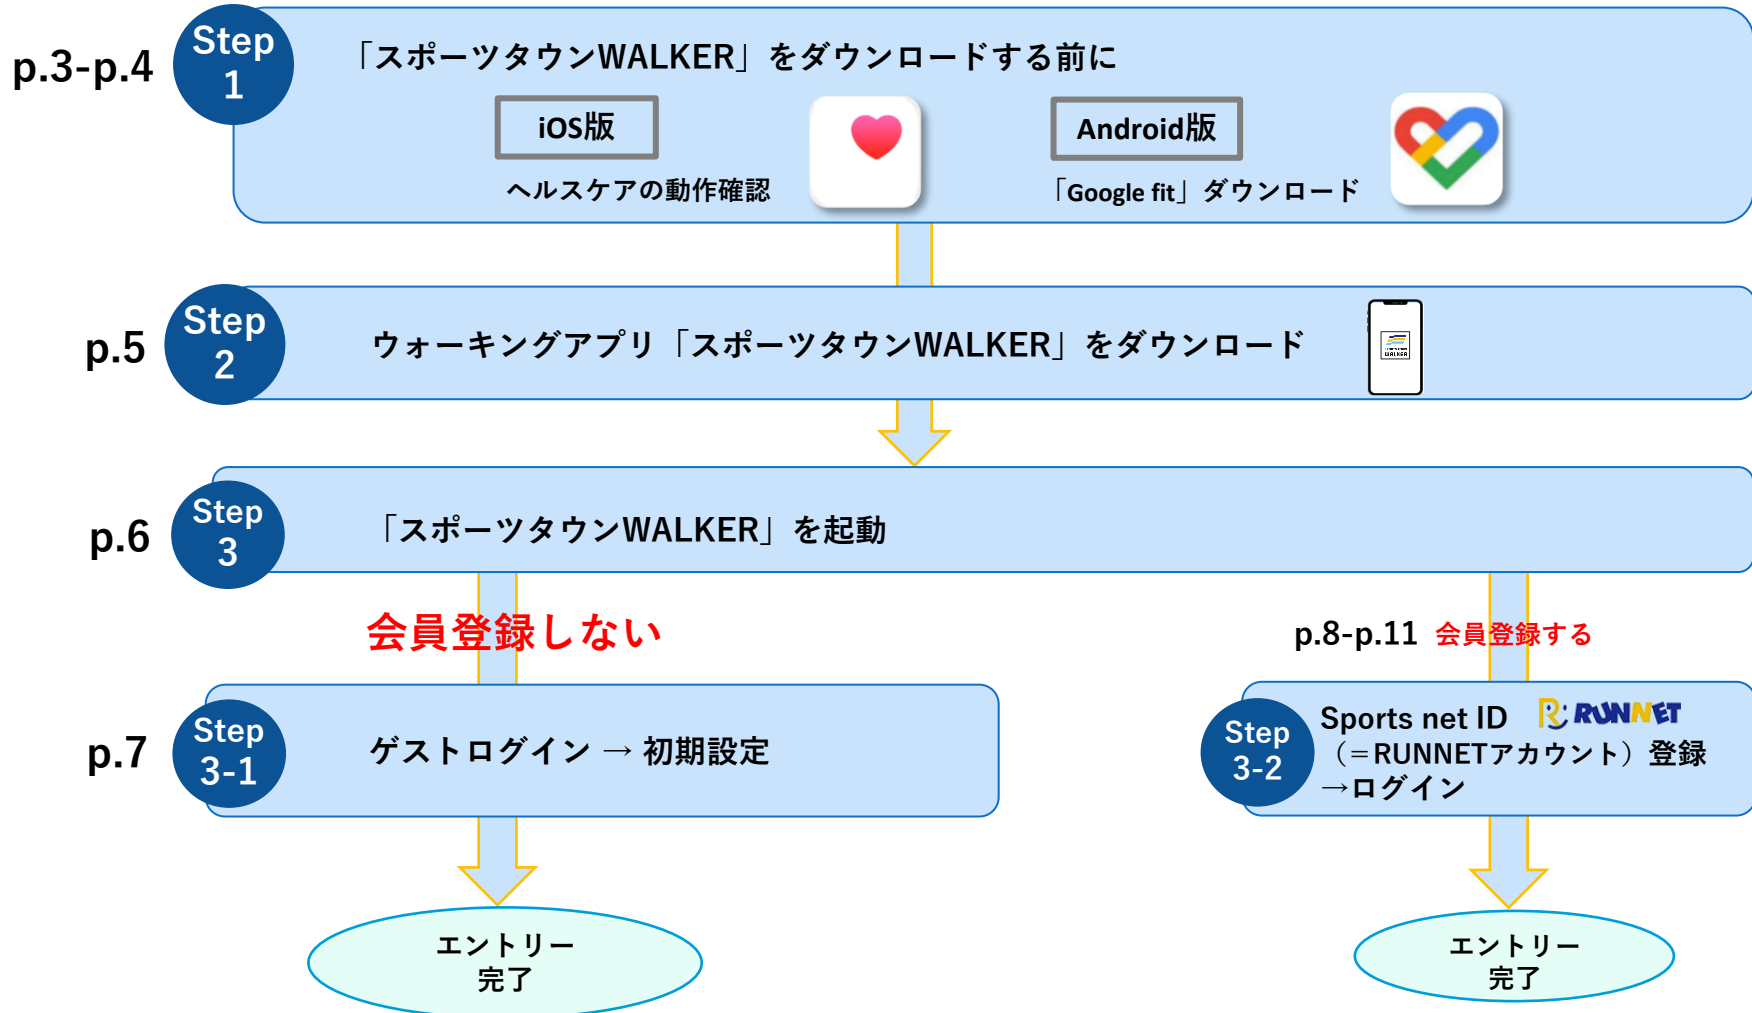 p.3-p.4
Step
1
「スポーツタウンWALKER」をダウンロードする前に
iOS版
ヘルスケアの動作確認
Android版
「Google fit」ダウンロード
p.5
Step
2
ウォーキングアプリ「スポーツタウンWALKER」をダウンロード
WALKER
p.6
Step
3
「スポーツタウンWALKER」を起動
会員登録しない
p.8-p.11 会員登録する
p.7
Step
3-1
ゲストログイン → 初期設定
Step
3-2
Sports net ID RUNNET
（=RUNNETアカウント）登録
→ログイン
エントリー
完了
エントリー
完了